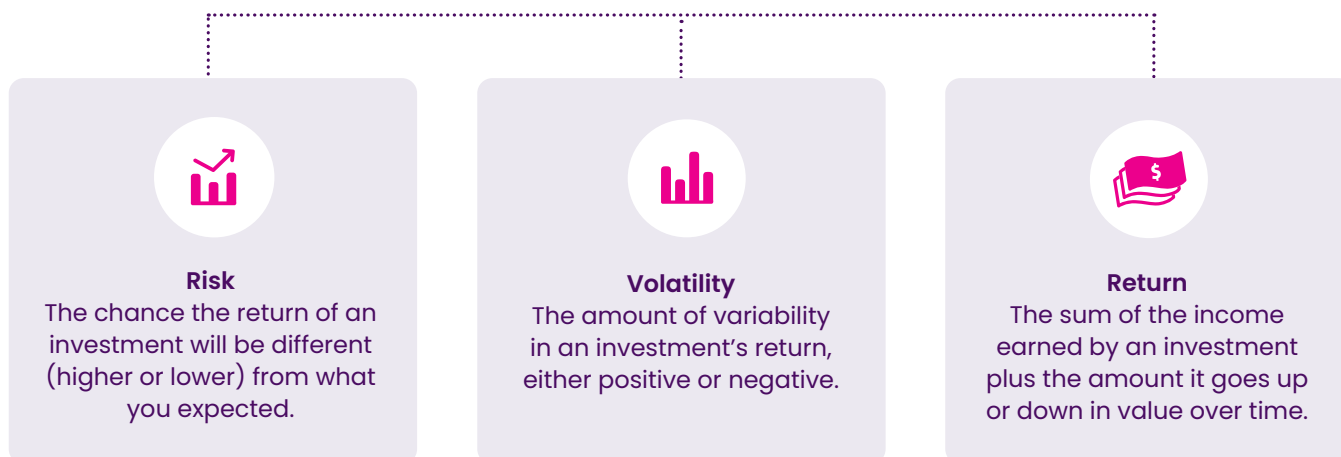 Risk
The chance the return of an
investment will be different
(higher or lower) from what
you expected.
$
Volatility
The amount of variability
in an investment’s return,
either positive or negative.
Return
The sum of the income
earned by an investment
plus the amount it goes up
or down in value over time.